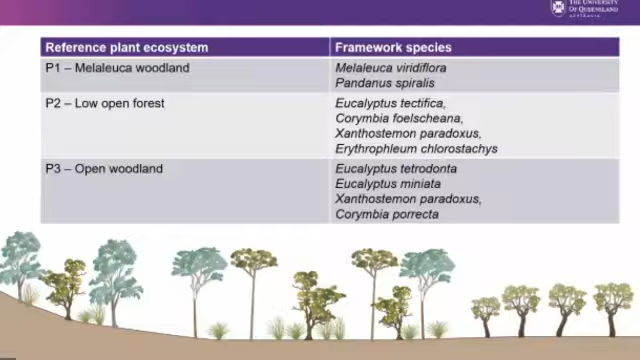 THE UNIVERSITY
OF QUEENSLAND
AUSTRALIA
Reference plant ecosystem
Framework species
P1 – Melaleuca woodland
Melaleuca viridiflora
Pandanus spiralis
P2 – Low open forest
Eucalyptus tectifica,
Corymbia foelscheana,
Xanthostemon paradoxus,
Erythrophleum chlorostachys
P3 – Open woodland
Eucalyptus tetrodonta
Eucalyptus miniata
Xanthostemon paradoxus,
Corymbia porrecta